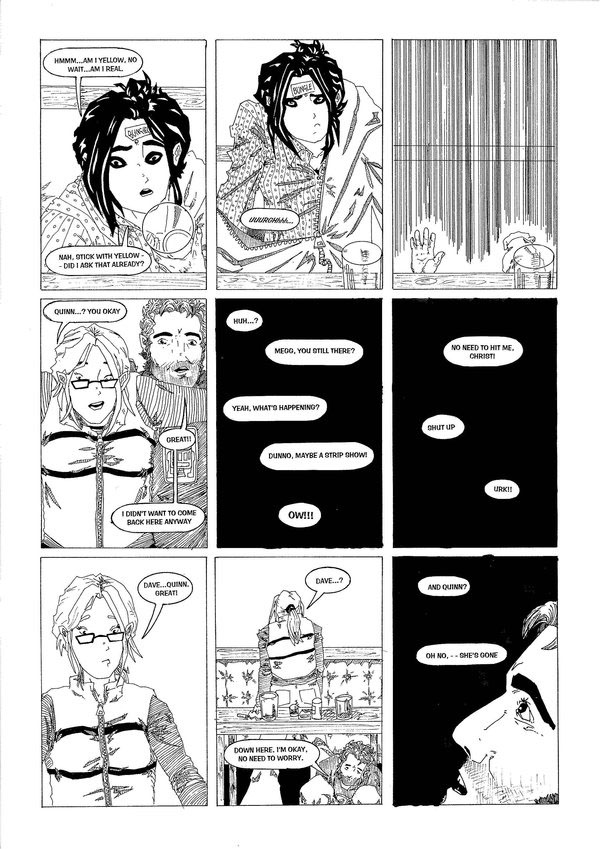 HMMM...AM I YELLOW, NO
WAIT...AM I REAL.
BUNGLE
NAH, STICK WITH YELLOW -
- DID I ASK THAT ALREADY?
BUNGLE
UUURGHHHH...
QUINN...? YOU OKAY
GREAT!!
I DIDN'T WANT TO COME
BACK HERE ANYWAY
HUH...?
MEGG, YOU STILL THERE?
YEAH, WHAT'S HAPPENING?
DUNNO, MAYBE A STRIP SHOW!
OW!!!
NO NEED TO HIT ME,
CHRIST!
SHUT UP
URK!!
DAVE...QUINN.
GREAT!
DAVE...?
DOWN HERE. I'M OKAY,
NO NEED TO WORRY.
AND QUINN?
OH NO, - - SHE'S GONE